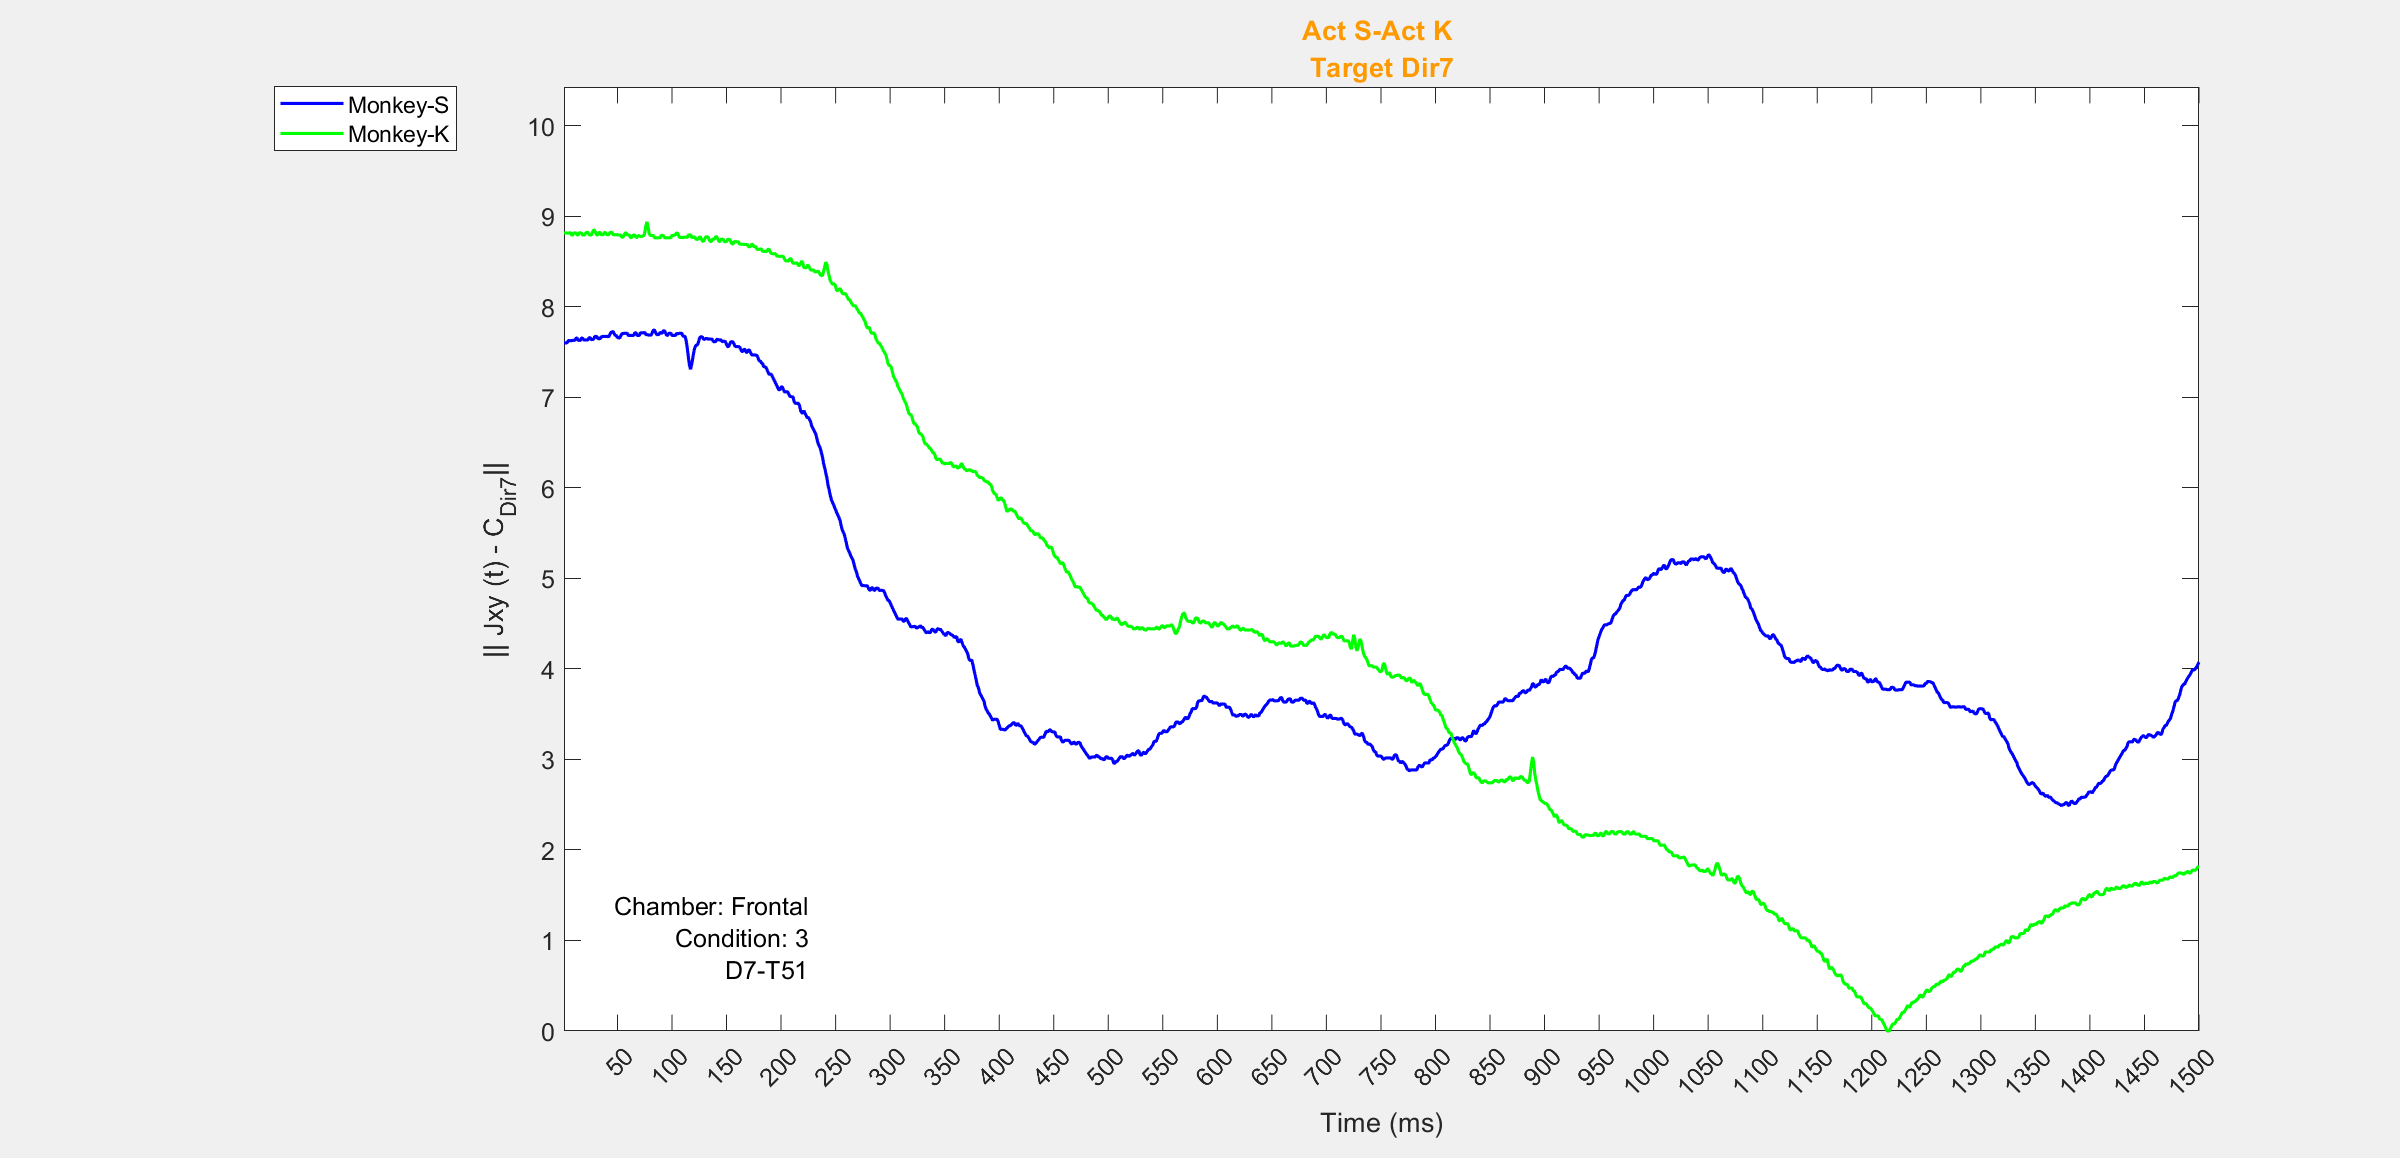 Act S-Act K
Target Dir7
Monkey-S
Monkey-K
10
9
8
7
6
5
4
3
2
1
0
|| Jxy (t) - C_Dir7||
Chamber: Frontal
Condition: 3
D7-T51
50 100 150 200 250 300 350 400 450 500 550 600 650 700 750 800 850 900 950 1000 1050 1100 1150 1200 1250 1300 1350 1400 1450 1500
Time (ms)